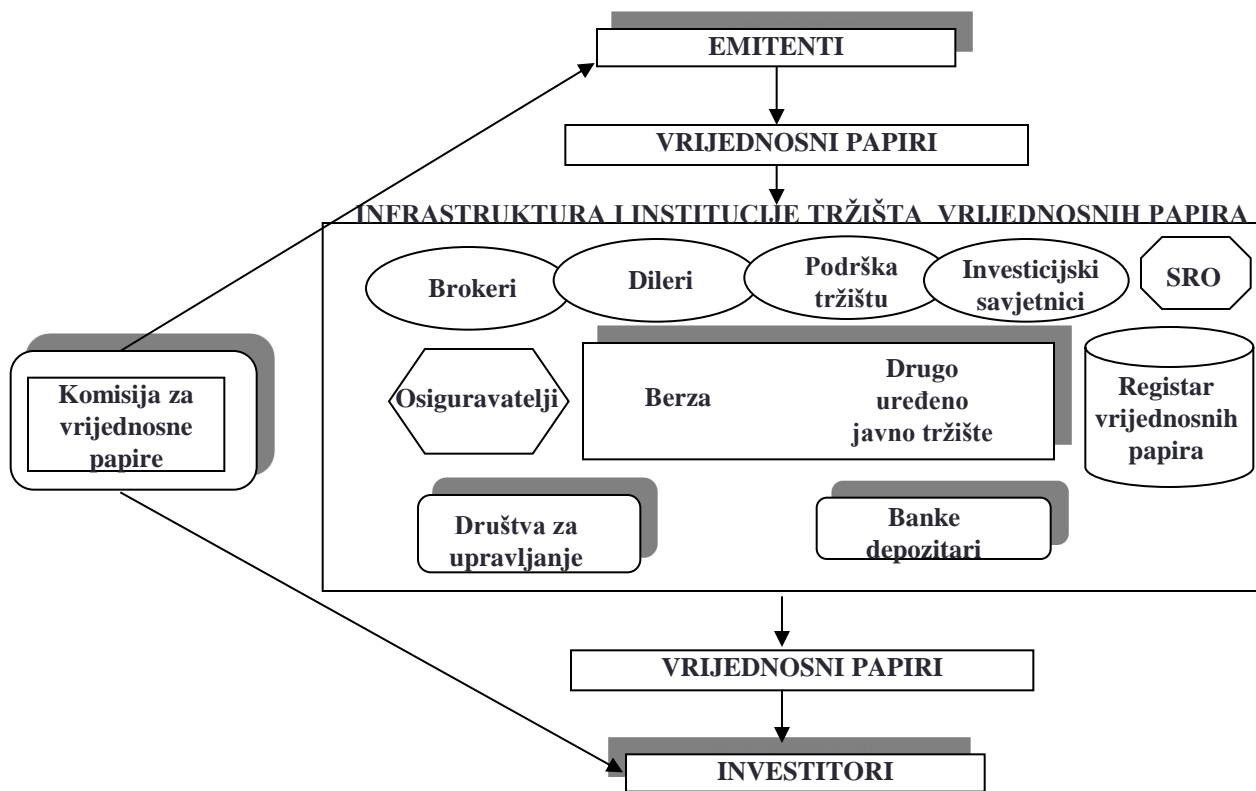 EMITENTI
VRIJEDNOSNI PAPIRI
INFRASTRUKTURA I INSTITUCIJE TRŽIŠTA VRIJEDNOSNIH PAPIRA
Brokeri
Dileri
Podrška
tržištu
Investicijski
savjetnici
SRO
Komisija za
vrijednosne
papire
Osiguravatelji
Berza
Drugo
uređeno
javno tržište
Registar
vrijednosnih
papira
Društva za
upravljanje
Banke
depozitari
VRIJEDNOSNI PAPIRI
INVESTITORI